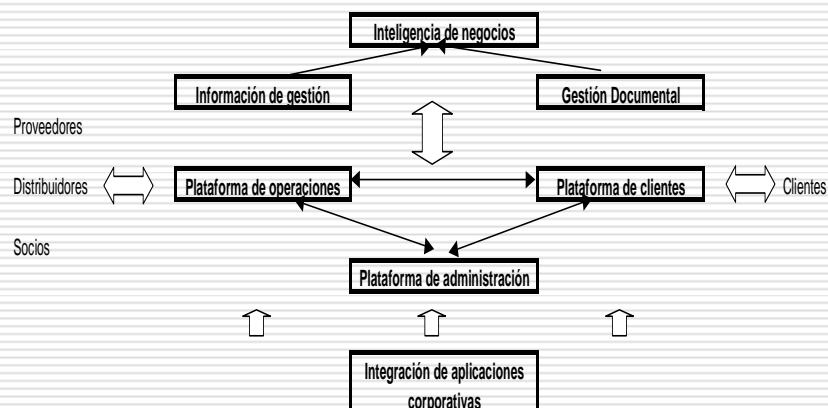 Inteligencia de negocios
Información de gestión
Gestión Documental
Proveedores
Distribuidores
Plataforma de operaciones
Plataforma de clientes
Clientes
Socios
Plataforma de administración
Integración de aplicaciones
corporativas